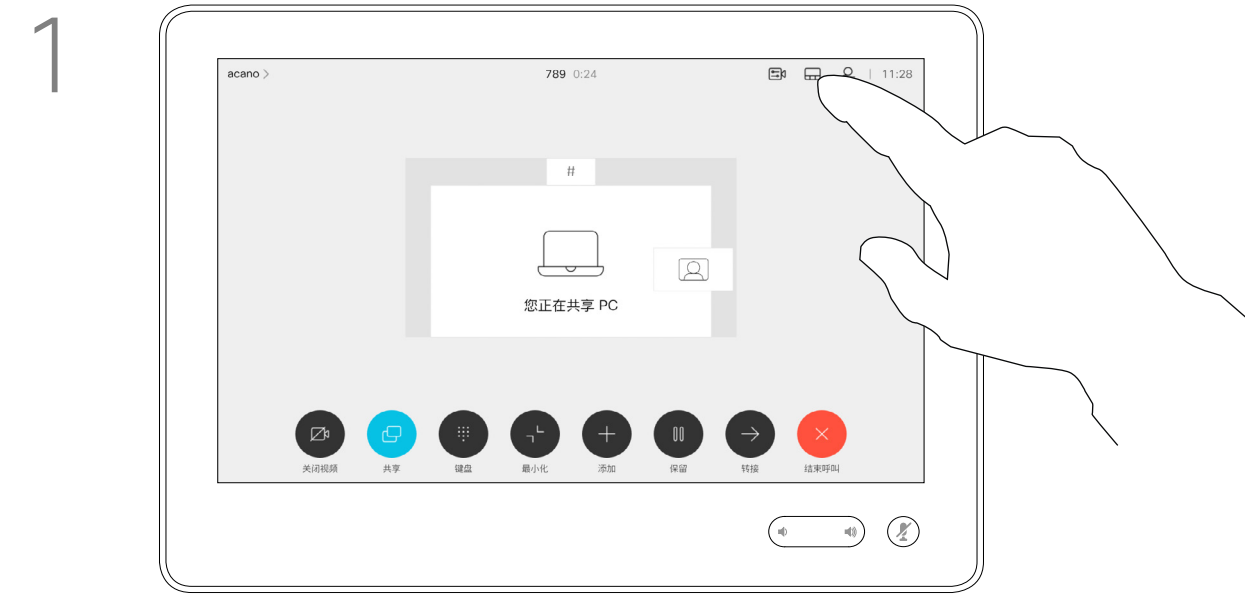 1
acano >
789 0:24
11:28
#
您正在共享 PC
关闭视频
共享
键盘
最小化
添加
保留
转接
结束呼叫